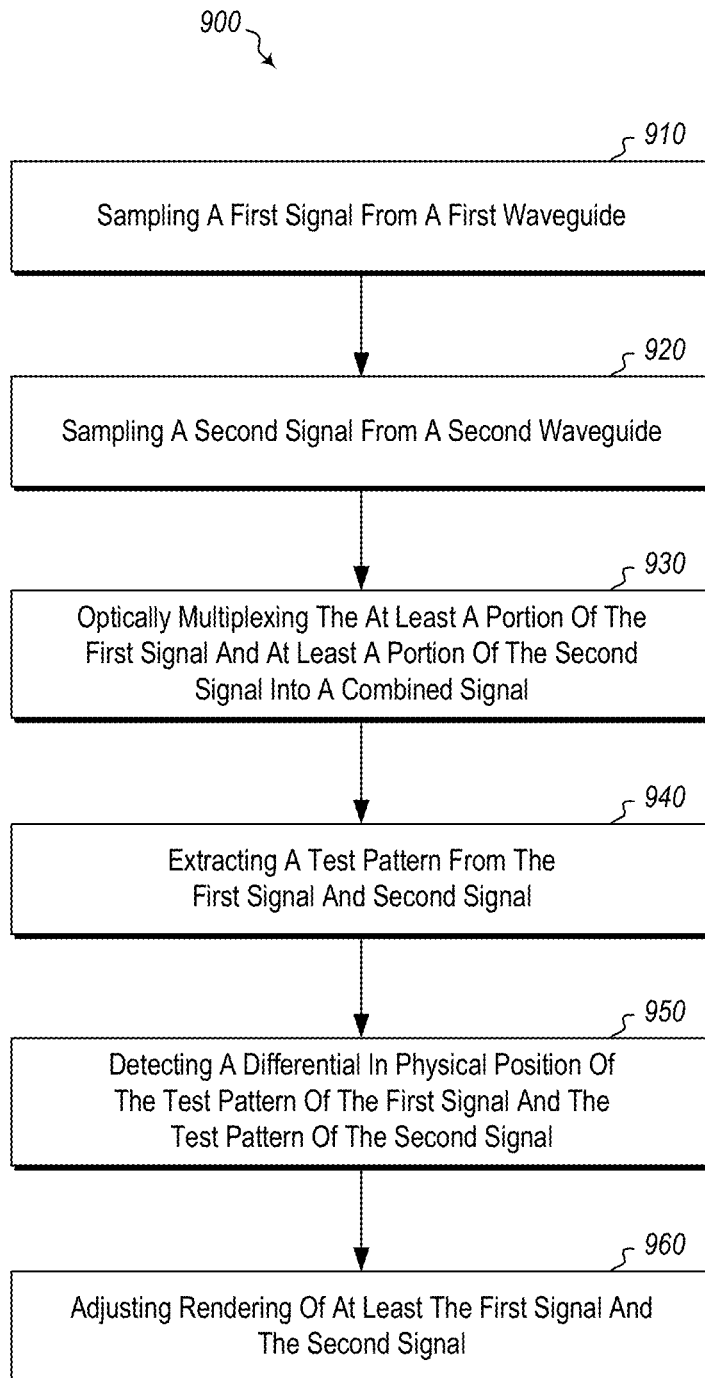 900
910
Sampling A First Signal From A First Waveguide
920
Sampling A Second Signal From A Second Waveguide
930
Optically Multiplexing The At Least A Portion Of The
First Signal And At Least A Portion Of The Second
Signal Into A Combined Signal
940
Extracting A Test Pattern From The
First Signal And Second Signal
950
Detecting A Differential In Physical Position Of
The Test Pattern Of The First Signal And The
Test Pattern Of The Second Signal
960
Adjusting Rendering Of At Least The First Signal And
The Second Signal